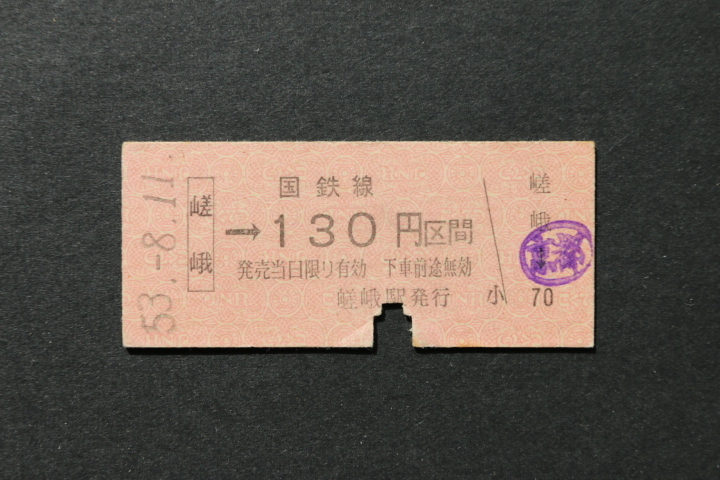 53.-8.11.
嵯峨
国鉄線
→130円区間
発売当日限り有効 下車前途無効
嵯峨駅発行
小
嵯峨
70